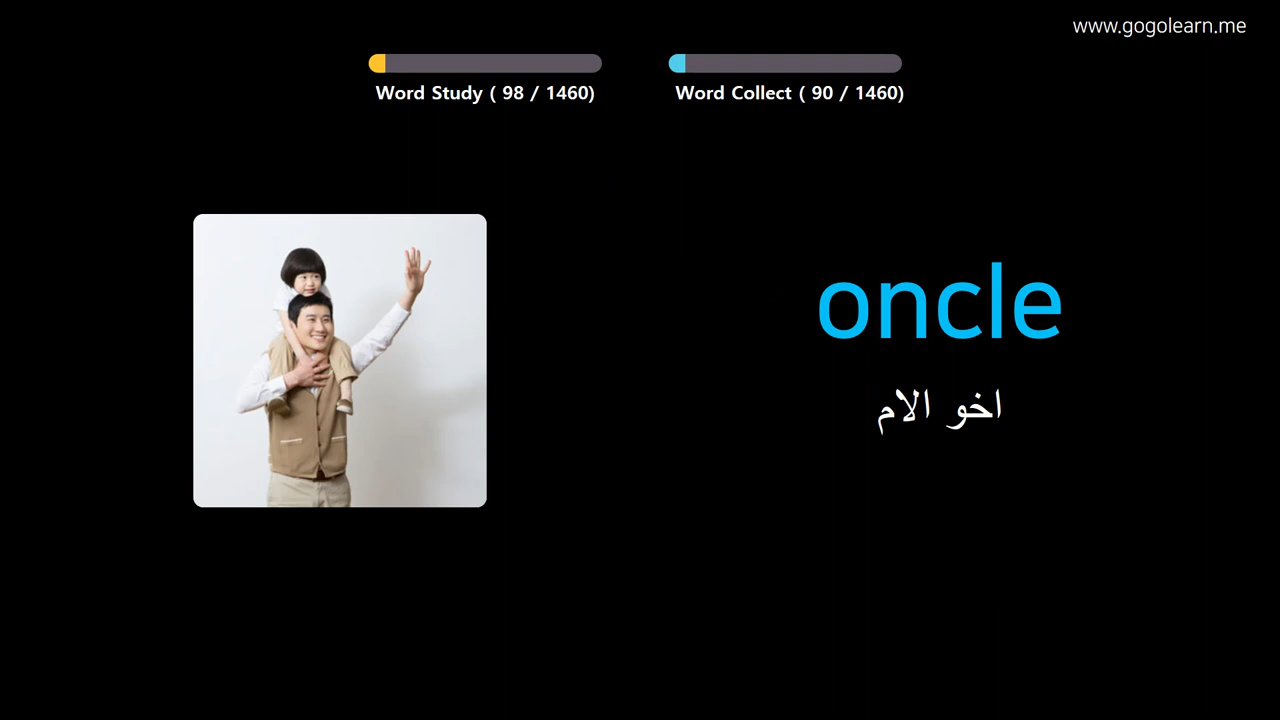 www.gogolearn.me
Word Study ( 98 / 1460)
Word Collect ( 90 / 1460)
oncle
اخو الام